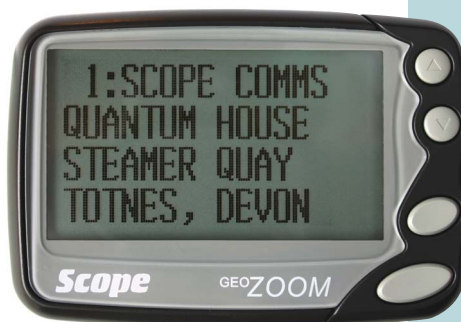 1:SCOPE COMMS
QUANTUM HOUSE
STEAMER QUAY
TOTNES, DEVON
Scope
GEOZOOM